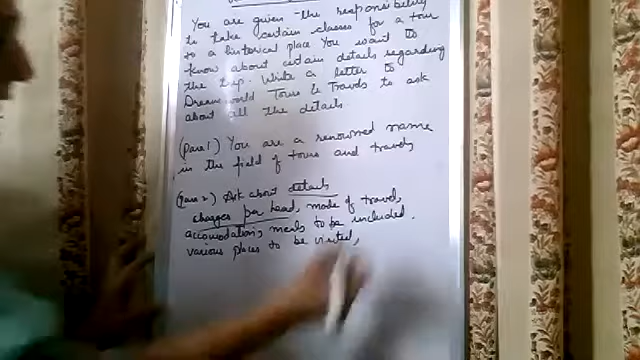 You are given the responsibility
to take certain classes for a tour
to a historical place You want to
know about certain details regarding
the trip. Write a letter to
Dreamworld Tours & Travels to ask
about all the details.
(Para 1) You are a renowned name
in the field of tours and travels
(Para 2) Ask about details
charges per head, mode of travel,
accomodation, meals to be included.
various places to be visited,